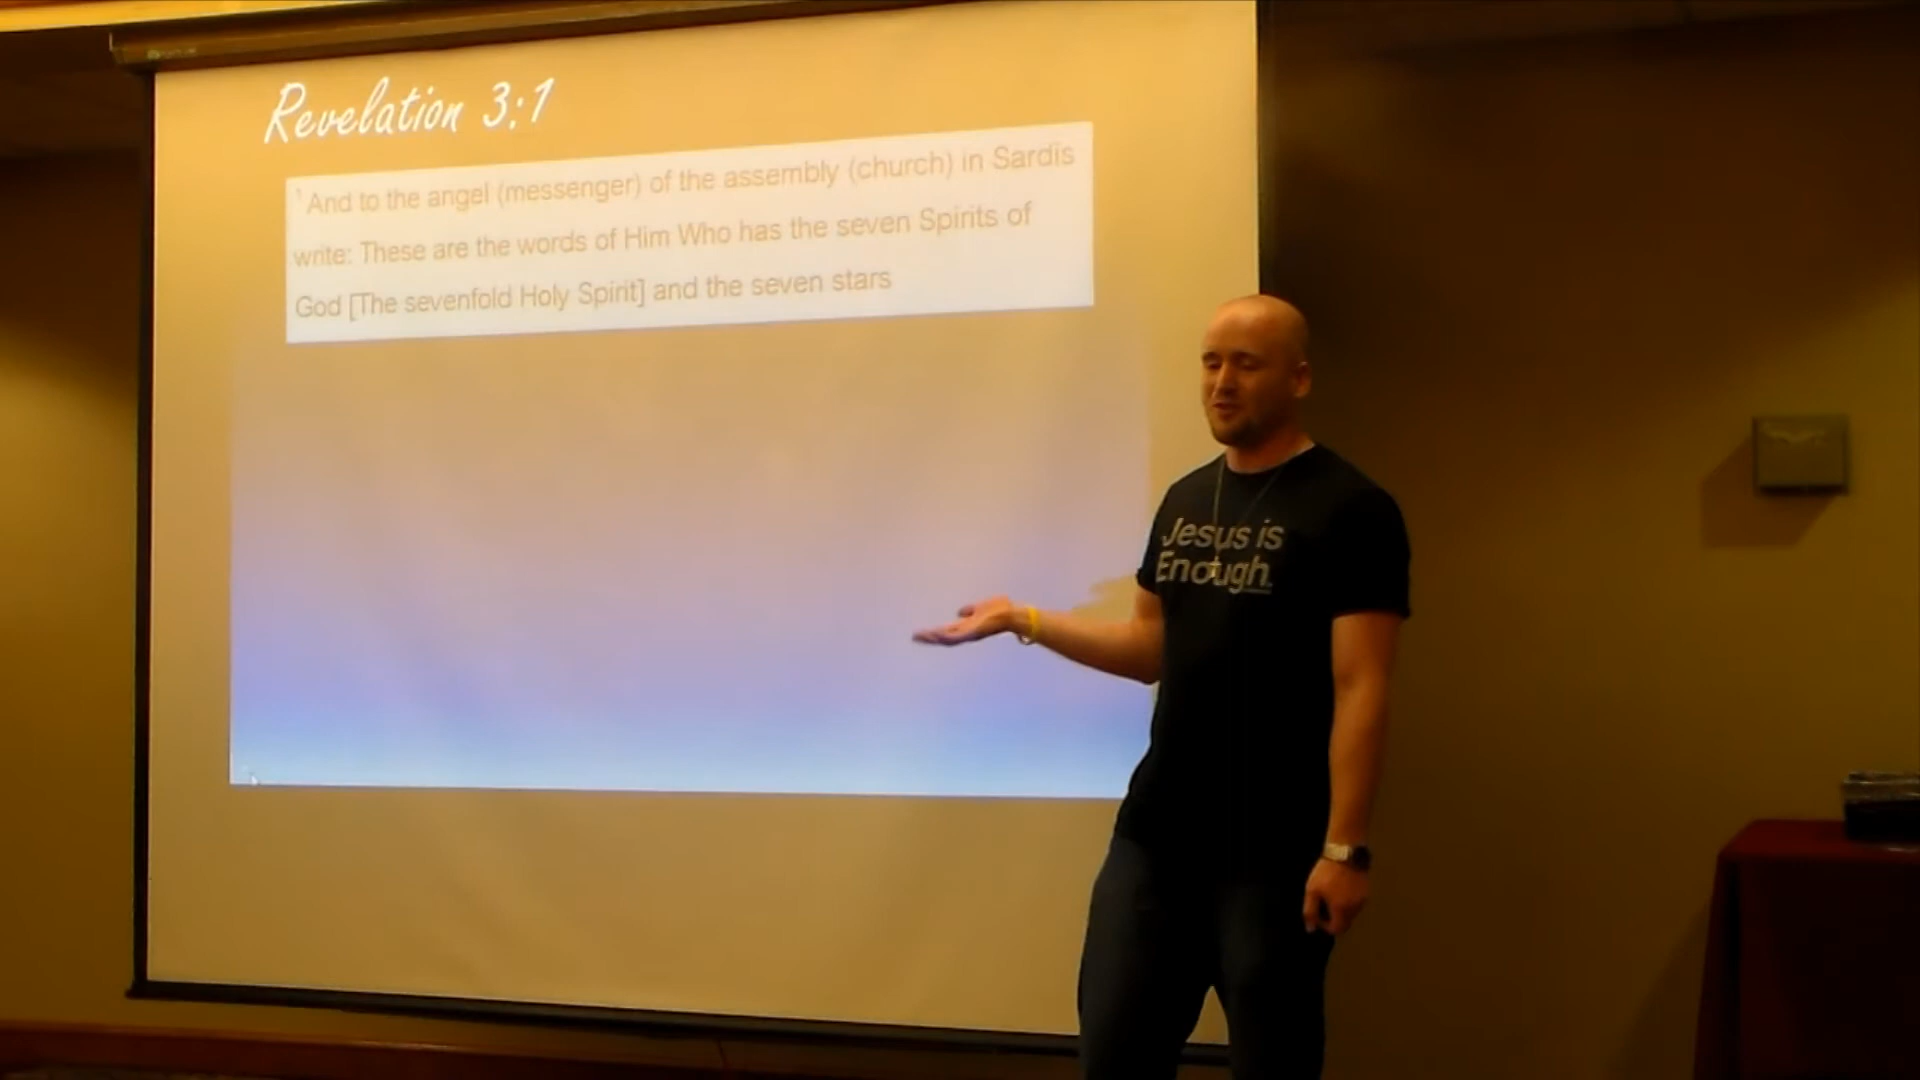 Revelation 3:1
1 And to the angel (messenger) of the assembly (church) in Sardis
write: These are the words of Him Who has the seven Spirits of
God [The sevenfold Holy Spirit] and the seven stars
Jesus is
Enough.